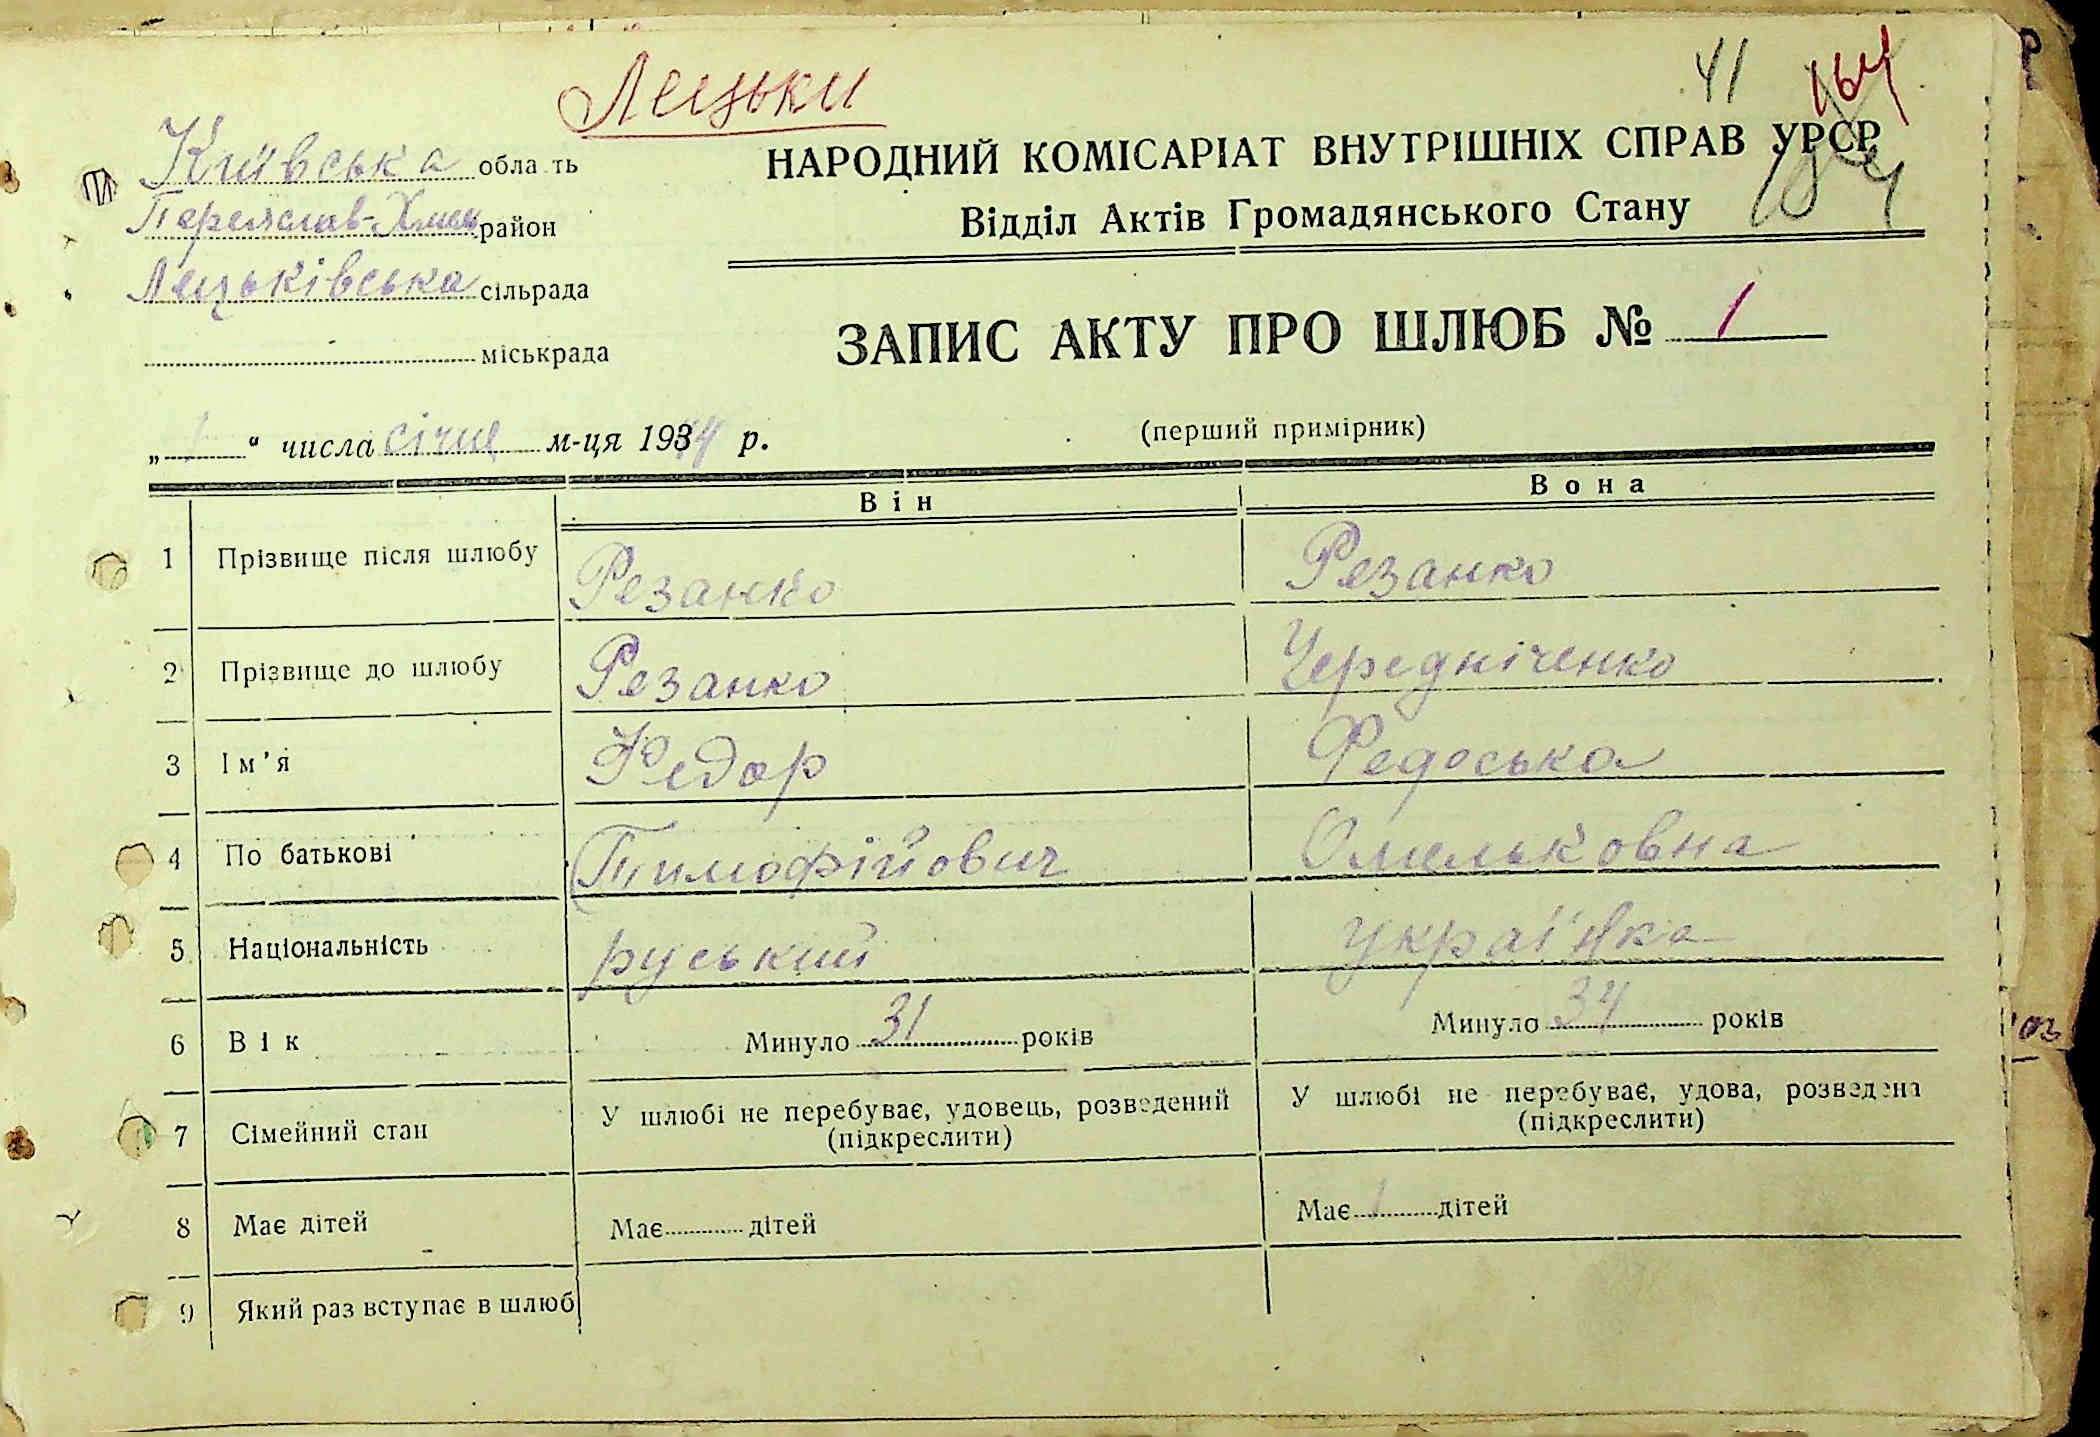 Лецьки
41
164
Київська область
Переяслав-Хмел район
Лецьківська сільрада
міськрада
НАРОДНИЙ КОМІСАРІАТ ВНУТРІШНІХ СПРАВ УРСР
Відділ Актів Громадянського Стану
ЗАПИС АКТУ ПРО ШЛЮБ № 1
„ 1 “ числа січня м-ця 1944 р.
(перший примірник)
Він Вона
1 Прізвище після шлюбу Резанко Резанко
2 Прізвище до шлюбу Резанко Чередніченко
3 Ім'я Федор Федоська
4 По батькові Тимофійович Омельковна
5 Національність руський українка
6 Вік Минуло 31 років Минуло 34 років
7 Сімейний стан У шлюбі не перебуває, удовець, розведений (підкреслити) У шлюбі не перебуває, удова, розведена (підкреслити)
8 Має дітей Має дітей Має 1 дітей
9 Який раз вступає в шлюб